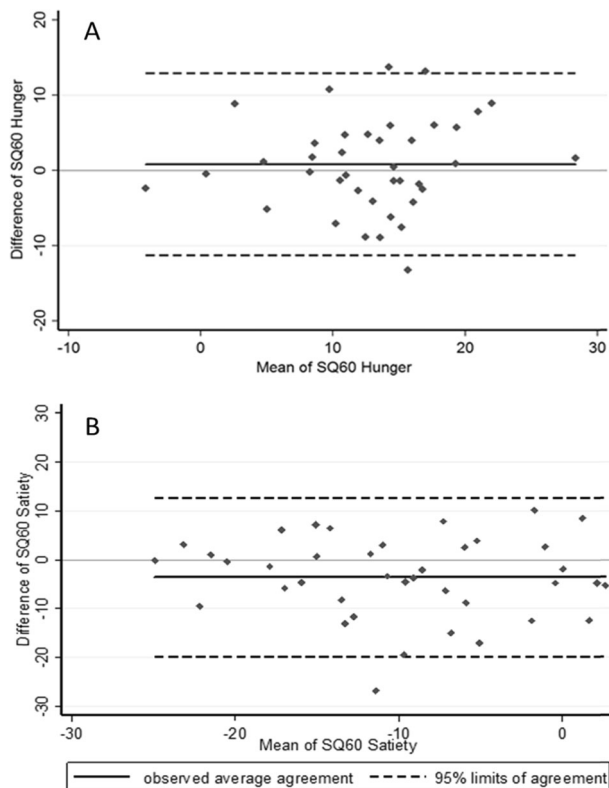 A
Difference of SQ60 Hunger
20
10
0
-10
-20
-10 0 10 20 30
Mean of SQ60 Hunger
B
Difference of SQ60 Satiety
30
20
10
0
-10
-20
-30
-30 -20 -10 0
Mean of SQ60 Satiety
observed average agreement 95% limits of agreement